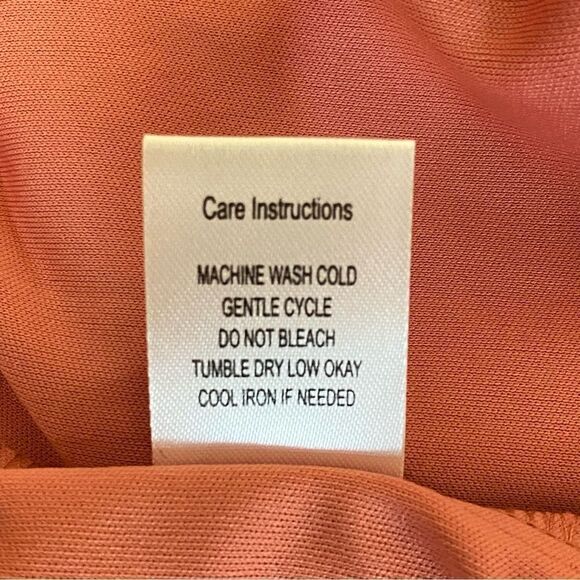 Care Instructions
MACHINE WASH COLD
GENTLE CYCLE
DO NOT BLEACH
TUMBLE DRY LOW OKAY
COOL IRON IF NEEDED